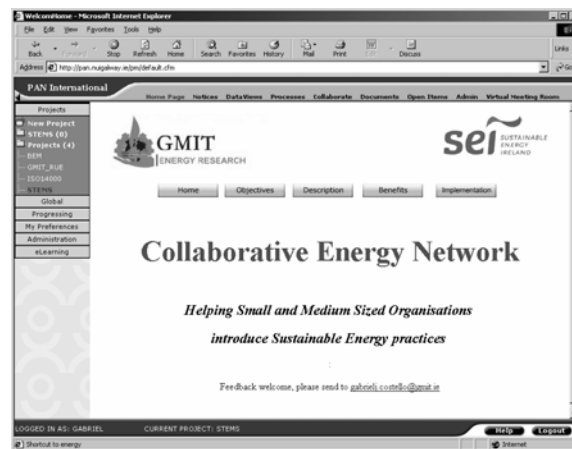 WelcomHome - Microsoft Internet Explorer
File Edit View Favorites Tools Help
Back Forward Stop Refresh Home Search Favorites History Mail Print Edit Discuss
Links
Address http://pan.nuigalway.ie/pm/default.cfm Go
PAN International
Home Page Notices DataViews Processes Collaborate Documents Open Items Admin Virtual Meeting Room
Projects
New Project
STEMS (0)
Projects (4)
BEM
GMIT_RUE
ISO14000
STEMS
Global
Progressing
My Preferences
Administration
eLearning
GMIT
ENERGY RESEARCH
sei SUSTAINABLE
ENERGY
IRELAND
Home Objectives Description Benefits Implementation
Collaborative Energy Network
Helping Small and Medium Sized Organisations
introduce Sustainable Energy practices
:
Feedback welcome, please send to gabrielj.costello@gmit.ie
LOGGED IN AS: GABRIEL CURRENT PROJECT: STEMS Help Logout
Shortcut to energy Internet